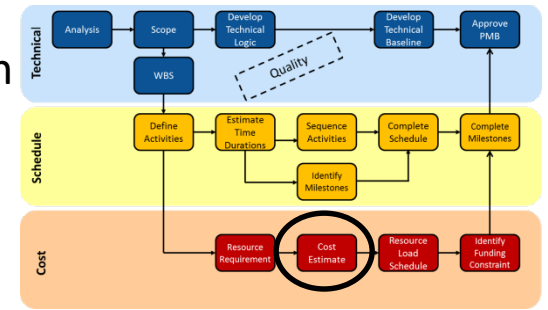 n
Technical
Analysis
Scope
Develop
Technical
Logic
Develop
Technical
Baseline
Approve
PMB
WBS
Quality
Schedule
Define
Activities
Estimate
Time
Durations
Sequence
Activities
Complete
Schedule
Complete
Milestones
Identify
Milestones
Cost
Resource
Requirement
Cost
Estimate
Resource
Load
Schedule
Identify
Funding
Constraint